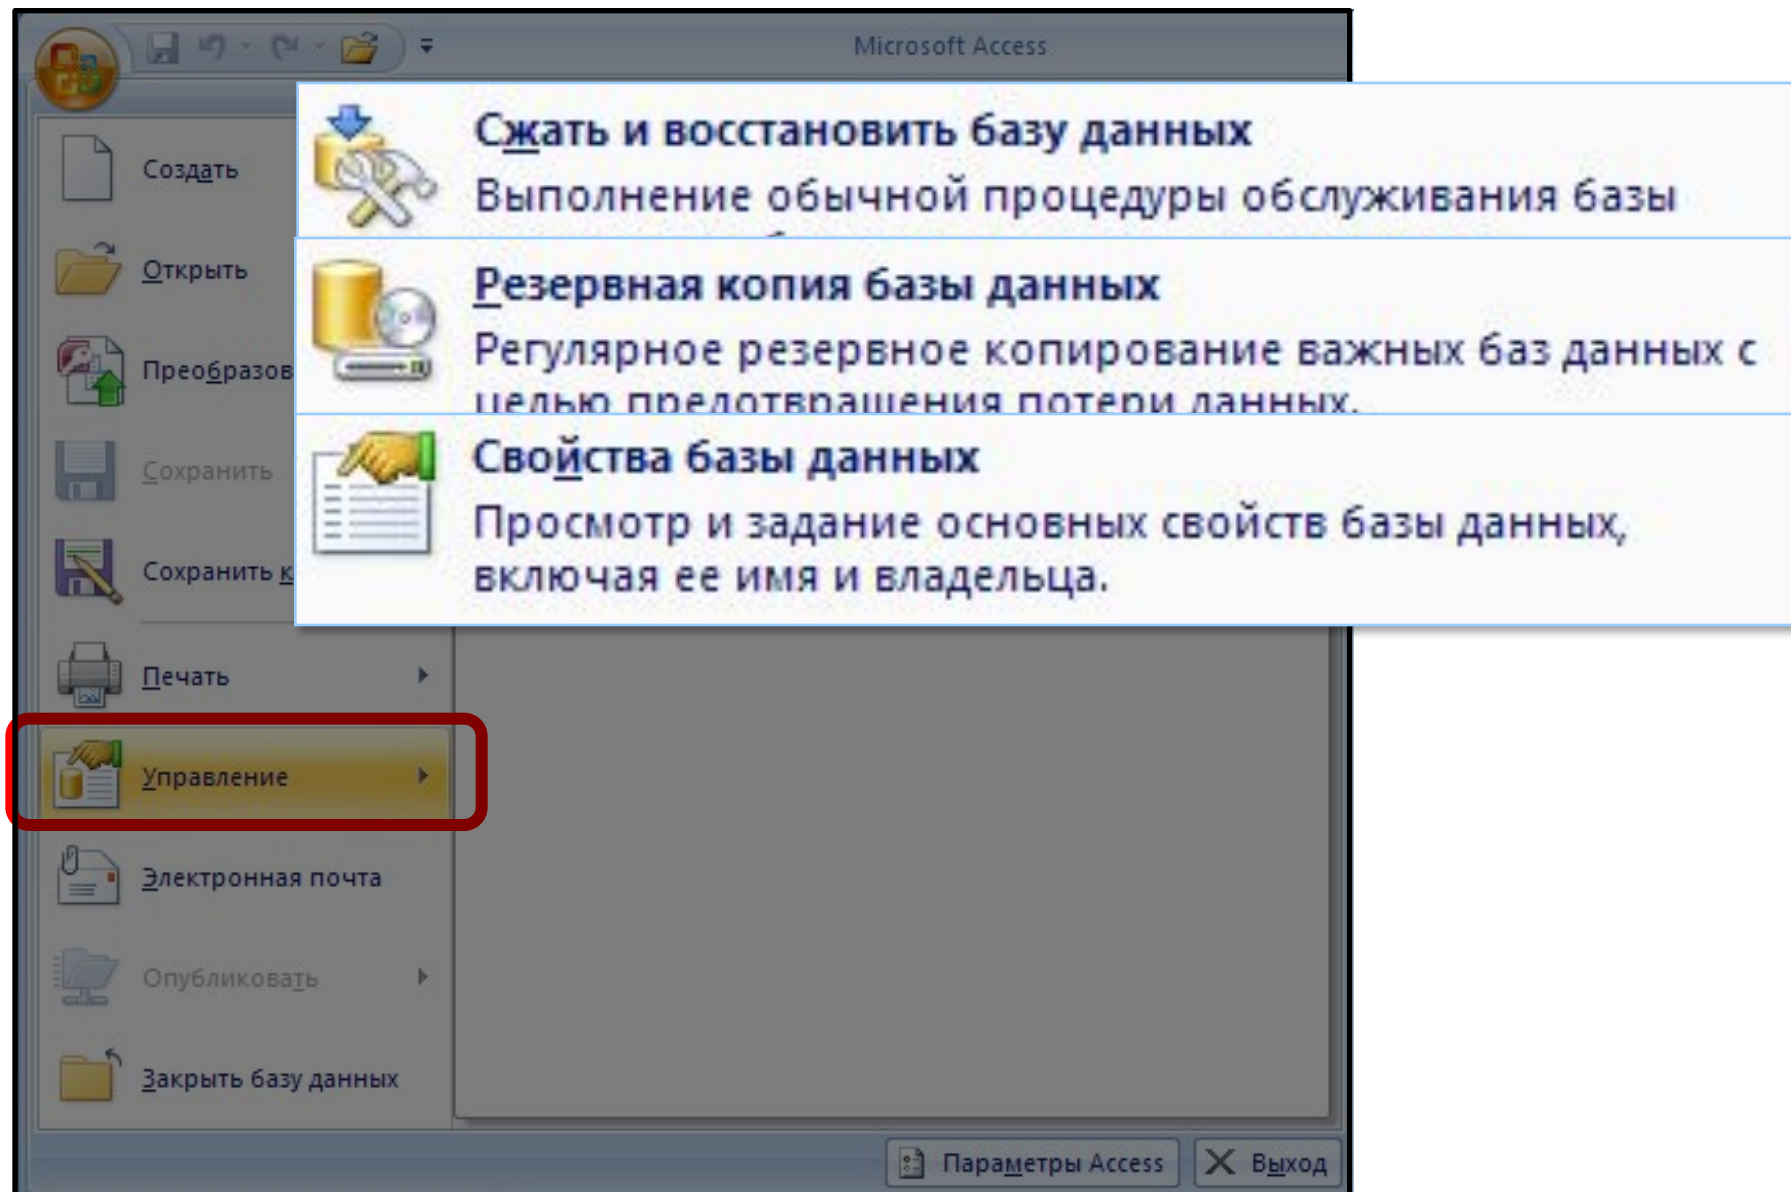 Microsoft Access
Сжать и восстановить базу данных
Выполнение обычной процедуры обслуживания базы
Резервная копия базы данных
Регулярное резервное копирование важных баз данных с
целью предотвращения потери данных.
Свойства базы данных
Просмотр и задание основных свойств базы данных,
включая ее имя и владельца.
Создать
Открыть
Преобразов
Сохранить
Сохранить к
Печать
Управление
Электронная почта
Опубликовать
Закрыть базу данных
Параметры Access
Выход